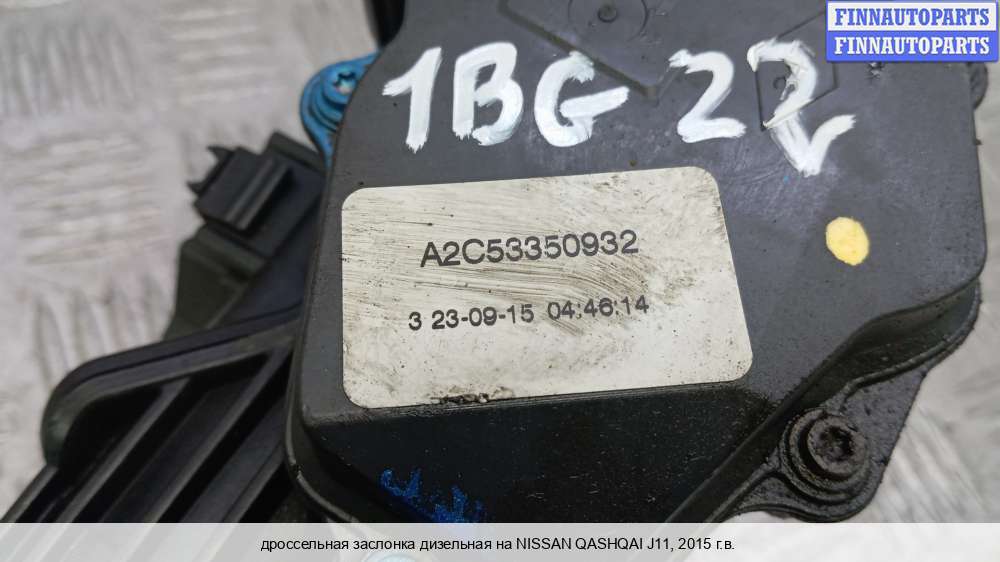 FINNAUTOPARTS
FINNAUTOPARTS
1BG 22
A2C53350932
3 23-09-15 04:46:14
дроссельная заслонка дизельная на NISSAN QASHQAI J11, 2015 г.в.